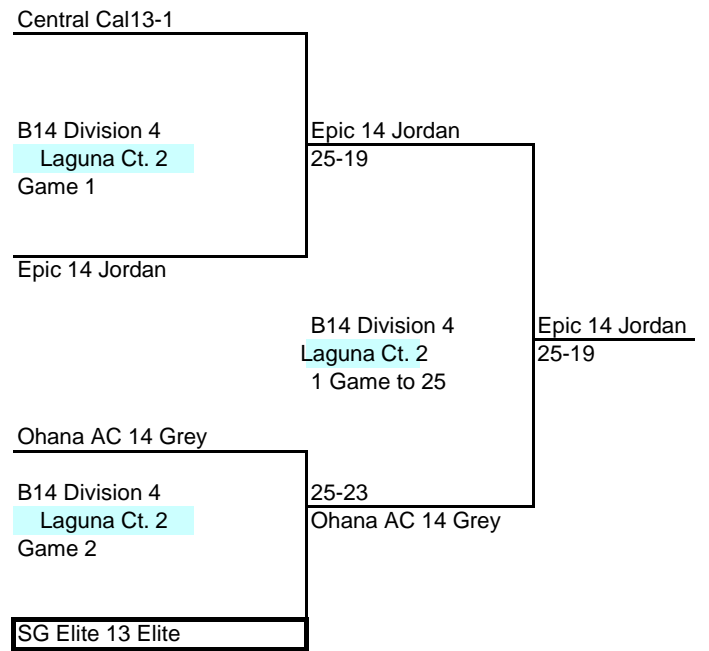 Central Cal13-1
B14 Division 4
Laguna Ct. 2
Game 1
Epic 14 Jordan
25-19
Epic 14 Jordan
B14 Division 4
Laguna Ct. 2
1 Game to 25
Epic 14 Jordan
25-19
Ohana AC 14 Grey
B14 Division 4
Laguna Ct. 2
Game 2
25-23
Ohana AC 14 Grey
SG Elite 13 Elite